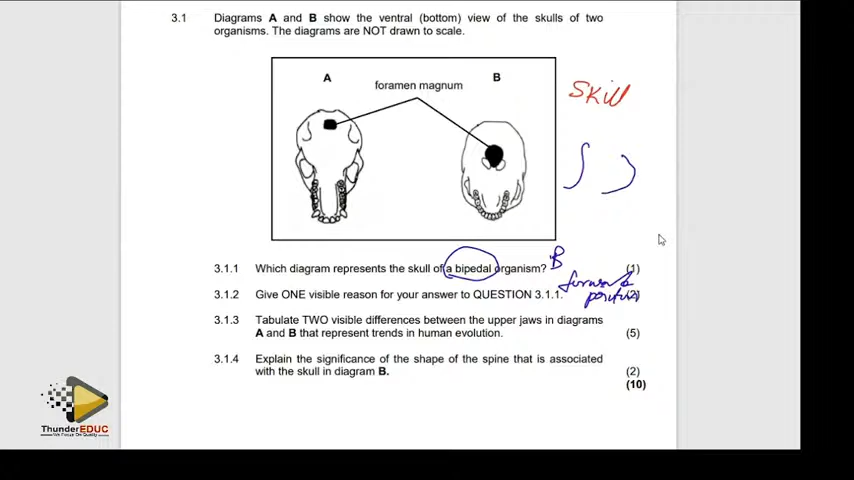 3.1 Diagrams A and B show the ventral (bottom) view of the skulls of two
organisms. The diagrams are NOT drawn to scale.
A B
foramen magnum
Skill
3.1.1 Which diagram represents the skull of a bipedal organism? B (1)
forward
3.1.2 Give ONE visible reason for your answer to QUESTION 3.1.1. position (2)
3.1.3 Tabulate TWO visible differences between the upper jaws in diagrams
A and B that represent trends in human evolution. (5)
3.1.4 Explain the significance of the shape of the spine that is associated
with the skull in diagram B. (2)
(10)
ThunderEDUC